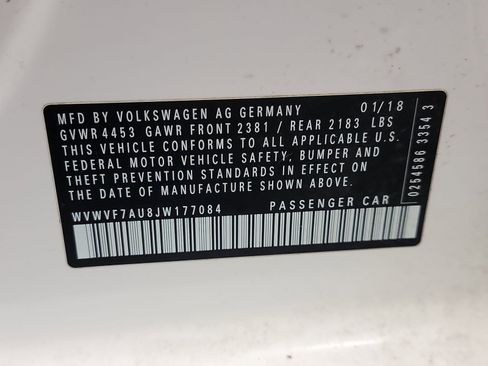 MFD BY VOLKSWAGEN AG GERMANY 01/18
GVWR 4453 GAWR FRONT 2381 / REAR 2183 LBS
THIS VEHICLE CONFORMS TO ALL APPLICABLE U.S.
FEDERAL MOTOR VEHICLE SAFETY, BUMPER AND
THEFT PREVENTION STANDARDS IN EFFECT ON
THE DATE OF MANUFACTURE SHOWN ABOVE.
WVWVF7AU8JW177084 PASSENGER CAR
0254586 3354 3